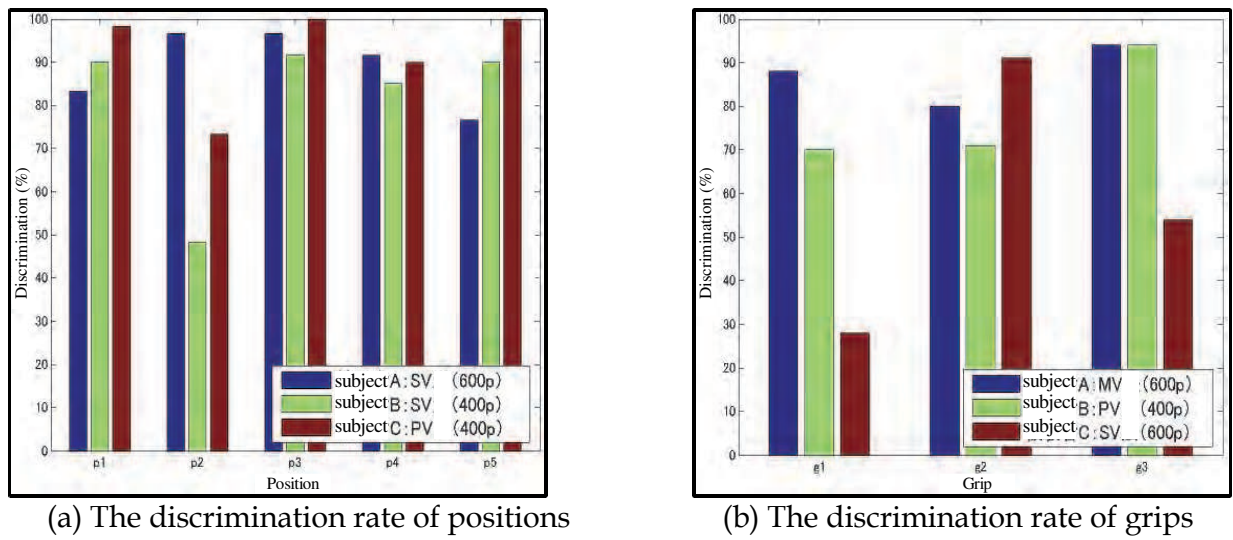 100
90
80
70
60
50
40
30
20
10
0
Discrimination (%)
p1 p2 p3 p4 p5
Position
subject A:SV (600p)
subject B:SV (400p)
subject C:PV (400p)
(a) The discrimination rate of positions
100
90
80
70
60
50
40
30
20
10
0
Discrimination (%)
g1 g2 g3
Grip
subject A:MV (600p)
subject B:PV (400p)
subject C:SV (600p)
(b) The discrimination rate of grips